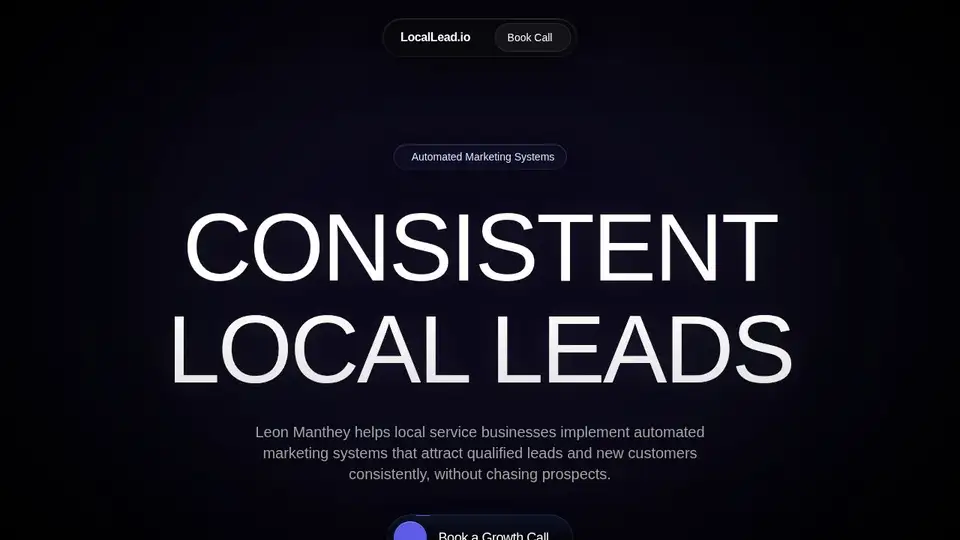 LocalLead.io
Book Call
Automated Marketing Systems
CONSISTENT
LOCAL LEADS
Leon Manthey helps local service businesses implement automated
marketing systems that attract qualified leads and new customers
consistently, without chasing prospects.
Book a Growth Call